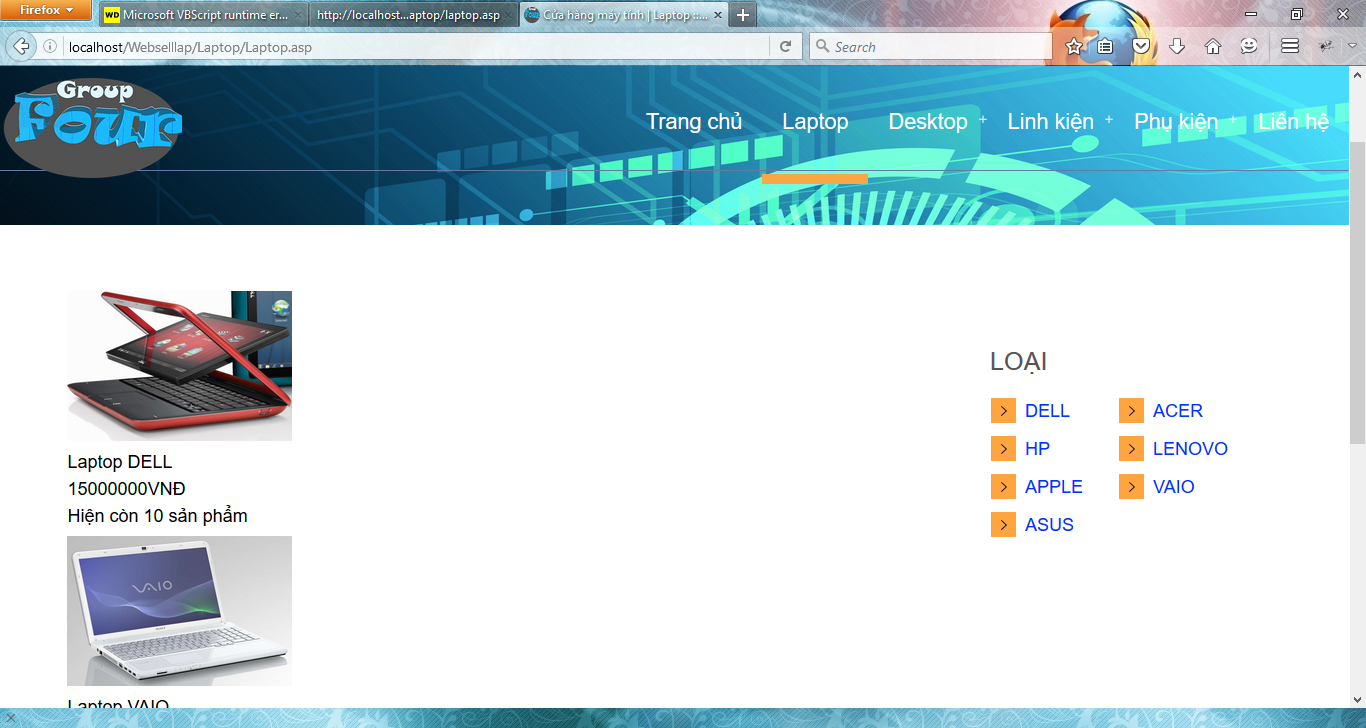 Firefox
Microsoft VBScript runtime er...
http://localhost...aptop/laptop.asp
Cửa hàng máy tính | Laptop ::...
localhost/Webselllap/Laptop/Laptop.asp
Search
Group
Four
Trang chủ
Laptop
Desktop +
Linh kiện +
Phụ kiện +
Liên hệ
Laptop DELL
15000000VNĐ
Hiện còn 10 sản phẩm
VAIO
Laptop VAIO
LOẠI
DELL
ACER
HP
LENOVO
APPLE
VAIO
ASUS